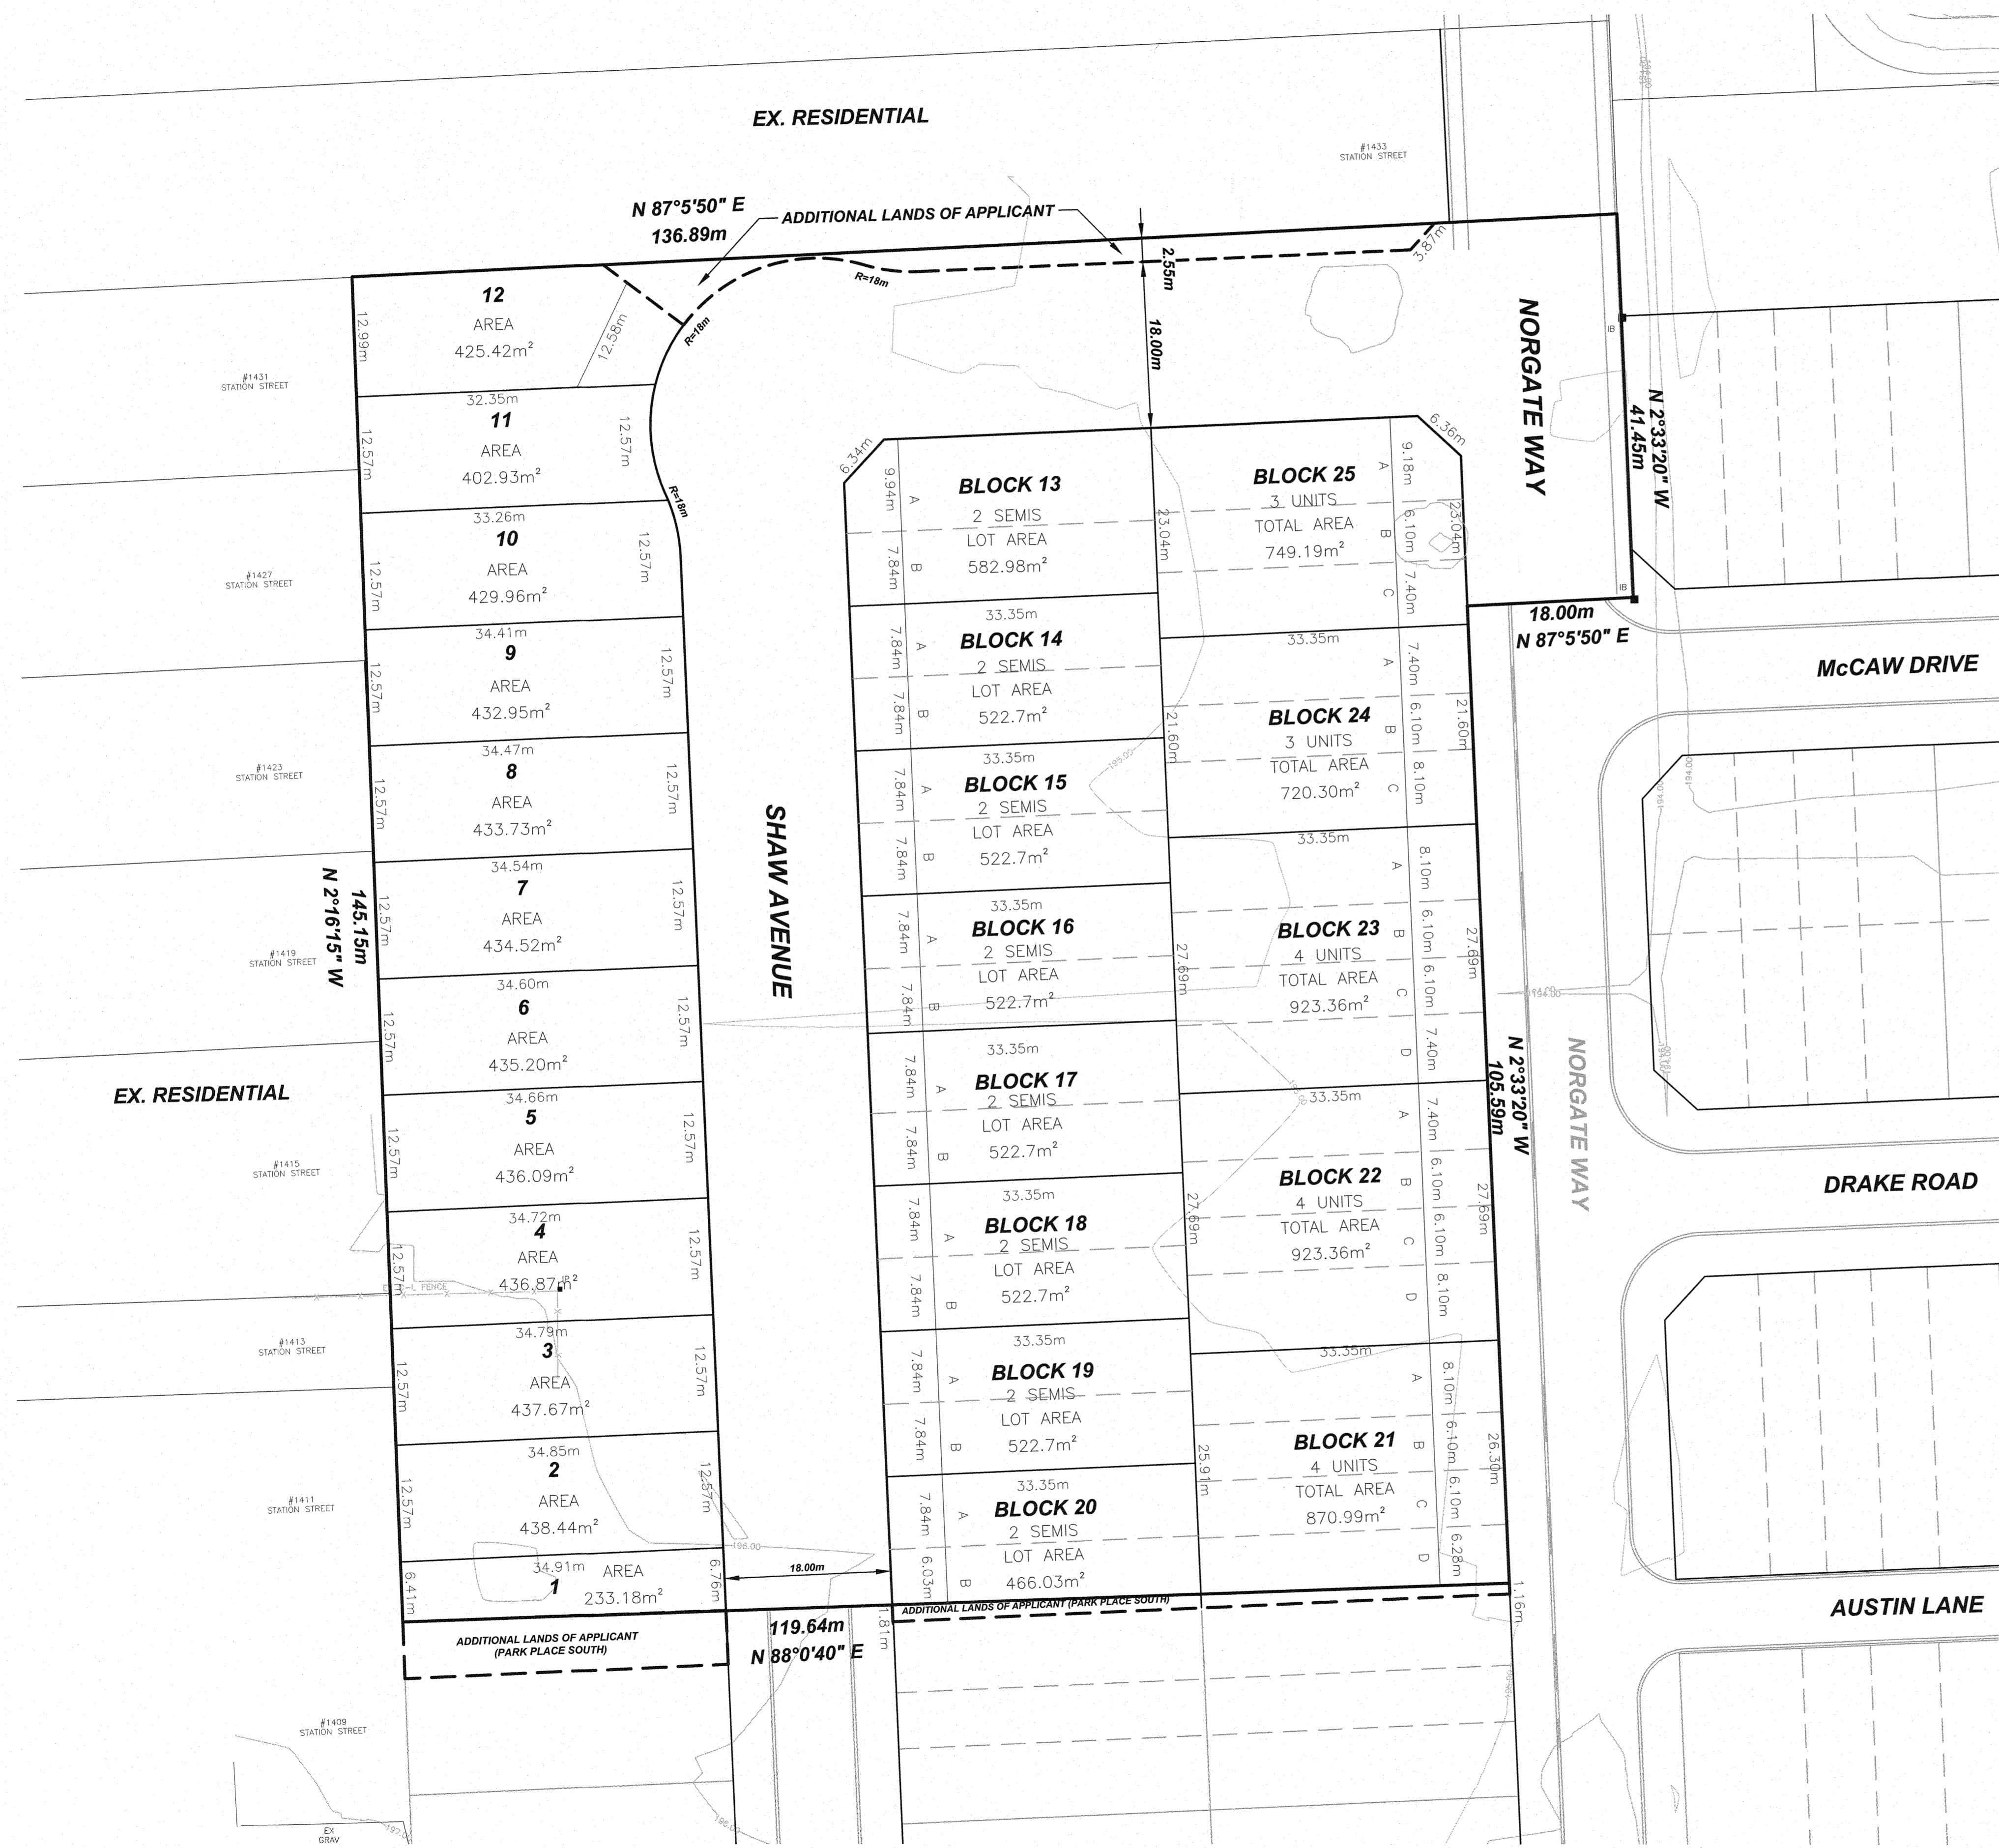 EX. RESIDENTIAL
#1433
STATION STREET
N 87°5'50" E
136.89m
ADDITIONAL LANDS OF APPLICANT
2.55m
3.87m
R=18m
R=18m
R=18m
18.00m
NORGATE WAY
IB
IB
N 2°33'20" W
41.45m
18.00m
N 87°5'50" E
#1431
STATION STREET
#1427
STATION STREET
#1423
STATION STREET
#1419
STATION STREET
145.15m
N 2°16'15" W
EX. RESIDENTIAL
#1415
STATION STREET
#1413
STATION STREET
#1411
STATION STREET
#1409
STATION STREET
EX
GRAV
12
AREA
425.42m²
12.99m
12.58m
32.35m
11
AREA
402.93m²
12.57m
12.57m
33.26m
10
AREA
429.96m²
12.57m
12.57m
34.41m
9
AREA
432.95m²
12.57m
12.57m
34.47m
8
AREA
433.73m²
12.57m
12.57m
34.54m
7
AREA
434.52m²
12.57m
12.57m
34.60m
6
AREA
435.20m²
12.57m
12.57m
34.66m
5
AREA
436.09m²
12.57m
12.57m
34.72m
4
AREA
436.87m²
12.57m
12.57m
IB
FENCE
34.79m
3
AREA
437.67m²
12.57m
12.57m
34.85m
2
AREA
438.44m²
12.57m
12.57m
34.91m
1
AREA
233.18m²
6.41m
6.76m
ADDITIONAL LANDS OF APPLICANT
(PARK PLACE SOUTH)
SHAW AVENUE
18.00m
196.00
119.64m
N 88°0'40" E
1.81m
6.34m
BLOCK 13
2 SEMIS
LOT AREA
582.98m²
9.94m
A
7.84m
B
33.35m
BLOCK 14
2 SEMIS
LOT AREA
522.7m²
7.84m
A
7.84m
B
33.35m
BLOCK 15
2 SEMIS
LOT AREA
522.7m²
7.84m
A
7.84m
B
195.00
33.35m
BLOCK 16
2 SEMIS
LOT AREA
522.7m²
7.84m
A
7.84m
B
33.35m
BLOCK 17
2 SEMIS
LOT AREA
522.7m²
7.84m
A
7.84m
B
33.35m
BLOCK 18
2 SEMIS
LOT AREA
522.7m²
7.84m
A
7.84m
B
33.35m
BLOCK 19
2 SEMIS
LOT AREA
522.7m²
7.84m
A
7.84m
B
33.35m
BLOCK 20
2 SEMIS
LOT AREA
466.03m²
7.84m
A
6.03m
B
ADDITIONAL LANDS OF APPLICANT (PARK PLACE SOUTH)
6.36m
BLOCK 25
3 UNITS
TOTAL AREA
749.19m²
23.04m
23.04m
A
9.18m
B
6.10m
C
7.40m
33.35m
BLOCK 24
3 UNITS
TOTAL AREA
720.30m²
21.60m
21.60m
A
7.40m
B
6.10m
C
8.10m
33.35m
BLOCK 23
4 UNITS
TOTAL AREA
923.36m²
27.69m
27.69m
A
8.10m
B
6.10m
C
6.10m
D
7.40m
33.35m
BLOCK 22
4 UNITS
TOTAL AREA
923.36m²
27.69m
27.69m
A
7.40m
B
6.10m
C
6.10m
D
8.10m
33.35m
BLOCK 21
4 UNITS
TOTAL AREA
870.99m²
25.91m
26.30m
A
8.10m
B
6.10m
C
6.10m
D
6.28m
1.16m
N 2°33'20" W
105.59m
NORGATE WAY
194.00
McCAW DRIVE
DRAKE ROAD
AUSTIN LANE